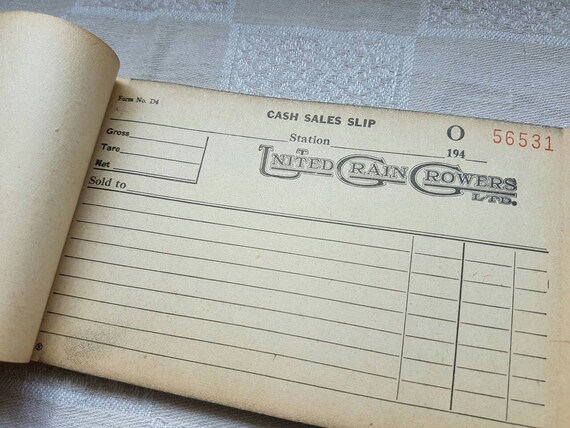 Form No. D4
CASH SALES SLIP
O 56531
Station 194
Gross
Tare
Net
UNITED GRAIN GROWERS
LTD.
Sold to